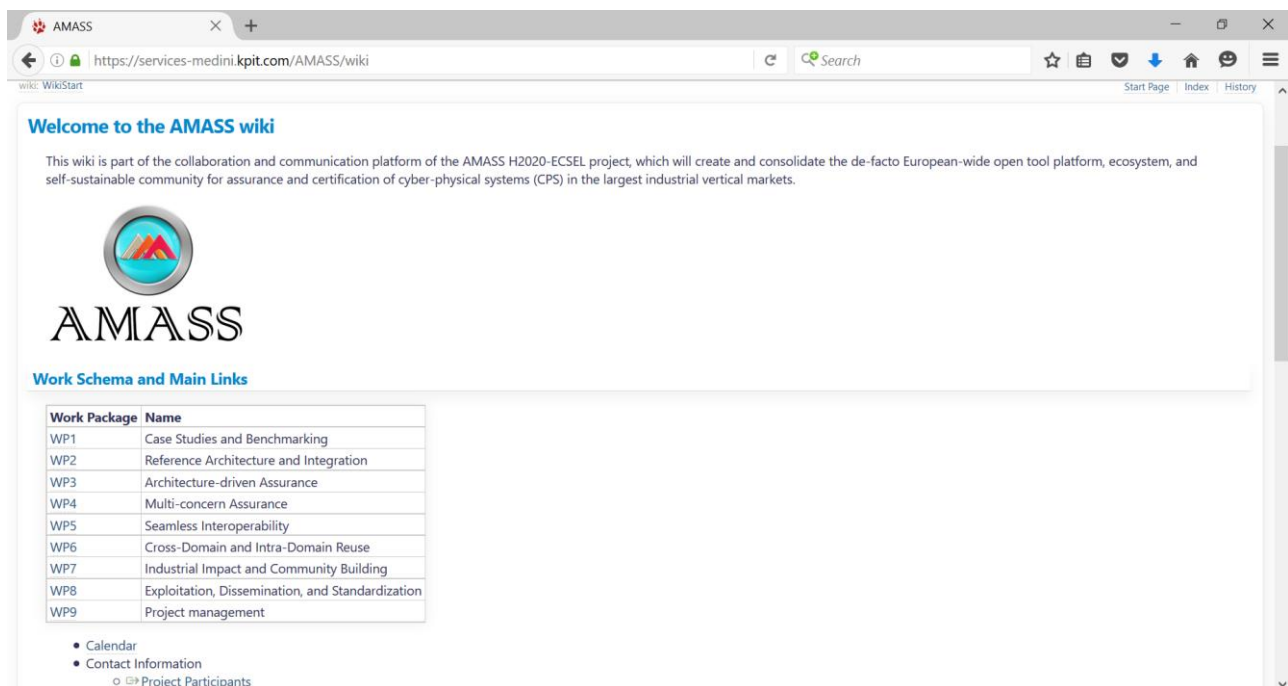 AMASS
https://services-medini.kpit.com/AMASS/wiki
Search
wiki: WikiStart
Start Page Index History
Welcome to the AMASS wiki
This wiki is part of the collaboration and communication platform of the AMASS H2020-ECSEL project, which will create and consolidate the de-facto European-wide open tool platform, ecosystem, and
self-sustainable community for assurance and certification of cyber-physical systems (CPS) in the largest industrial vertical markets.
AMASS
Work Schema and Main Links
Work Package Name
WP1 Case Studies and Benchmarking
WP2 Reference Architecture and Integration
WP3 Architecture-driven Assurance
WP4 Multi-concern Assurance
WP5 Seamless Interoperability
WP6 Cross-Domain and Intra-Domain Reuse
WP7 Industrial Impact and Community Building
WP8 Exploitation, Dissemination, and Standardization
WP9 Project management
Calendar
Contact Information
Project Participants